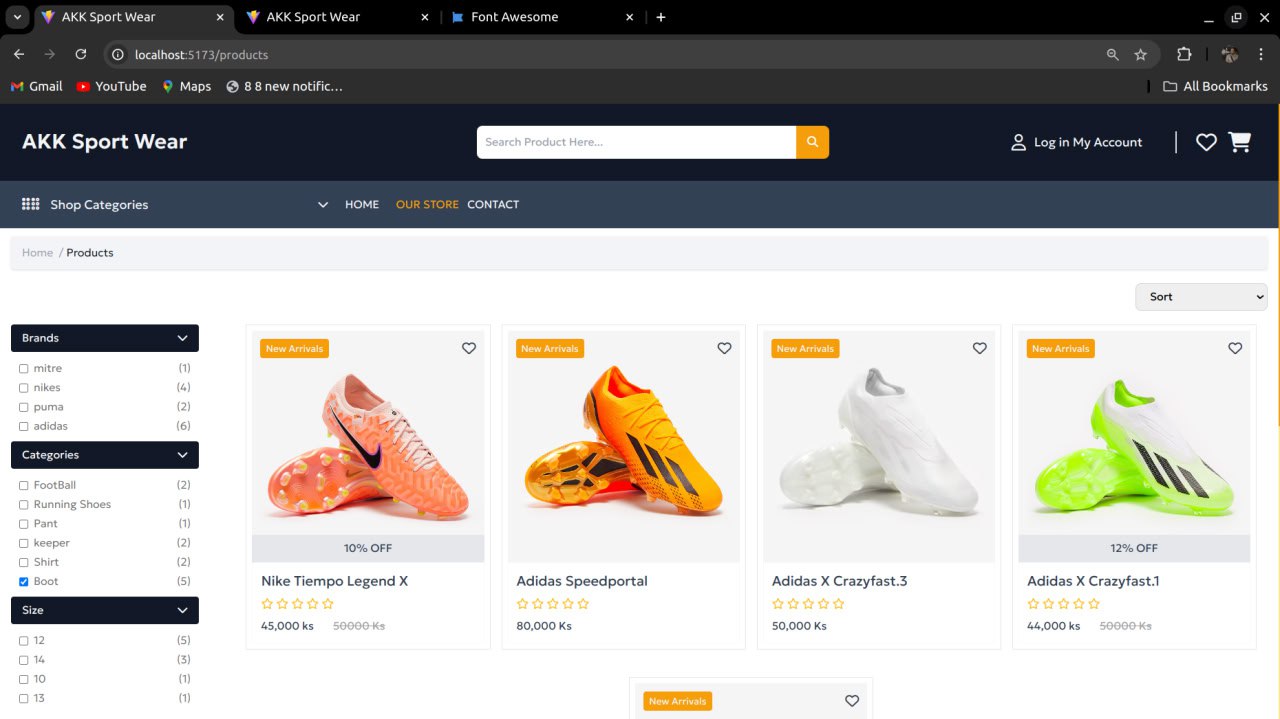 AKK Sport Wear
AKK Sport Wear
Font Awesome
localhost:5173/products
Gmail
YouTube
Maps
8 8 new notific…
All Bookmarks
AKK Sport Wear
Search Product Here...
Log in My Account
Shop Categories
HOME
OUR STORE
CONTACT
Home / Products
Sort
Brands
mitre (1)
nikes (4)
puma (2)
adidas (6)
Categories
FootBall (2)
Running Shoes (1)
Pant (1)
keeper (2)
Shirt (2)
Boot (5)
Size
12 (5)
14 (3)
10 (1)
13 (1)
New Arrivals
10% OFF
Nike Tiempo Legend X
45,000 ks 50000 Ks
New Arrivals
Adidas Speedportal
80,000 Ks
New Arrivals
Adidas X Crazyfast.3
50,000 Ks
New Arrivals
12% OFF
Adidas X Crazyfast.1
44,000 ks 50000 Ks
New Arrivals